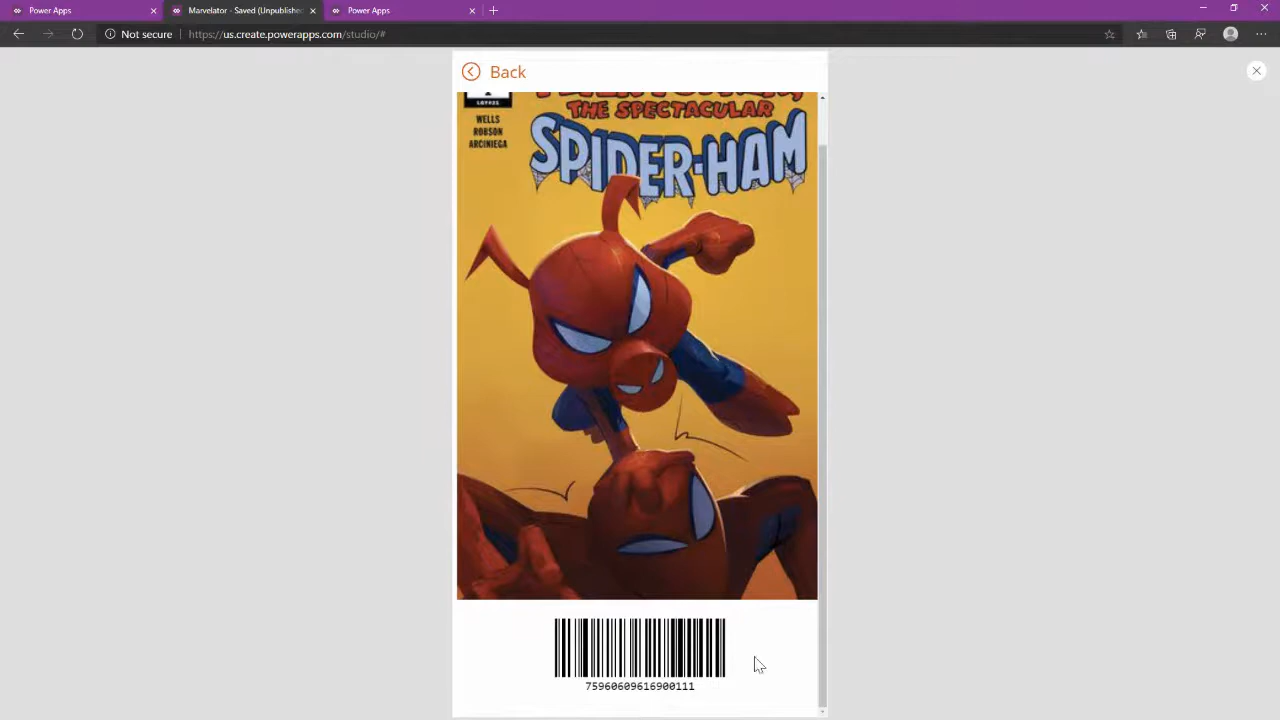 Power Apps
Marvelator - Saved (Unpublished
Power Apps
Not secure
https://us.create.powerapps.com/studio/#
Back
THE SPECTACULAR
SPIDER-HAM
WELLS
ROBSON
ARCINIEGA
75960609616900111